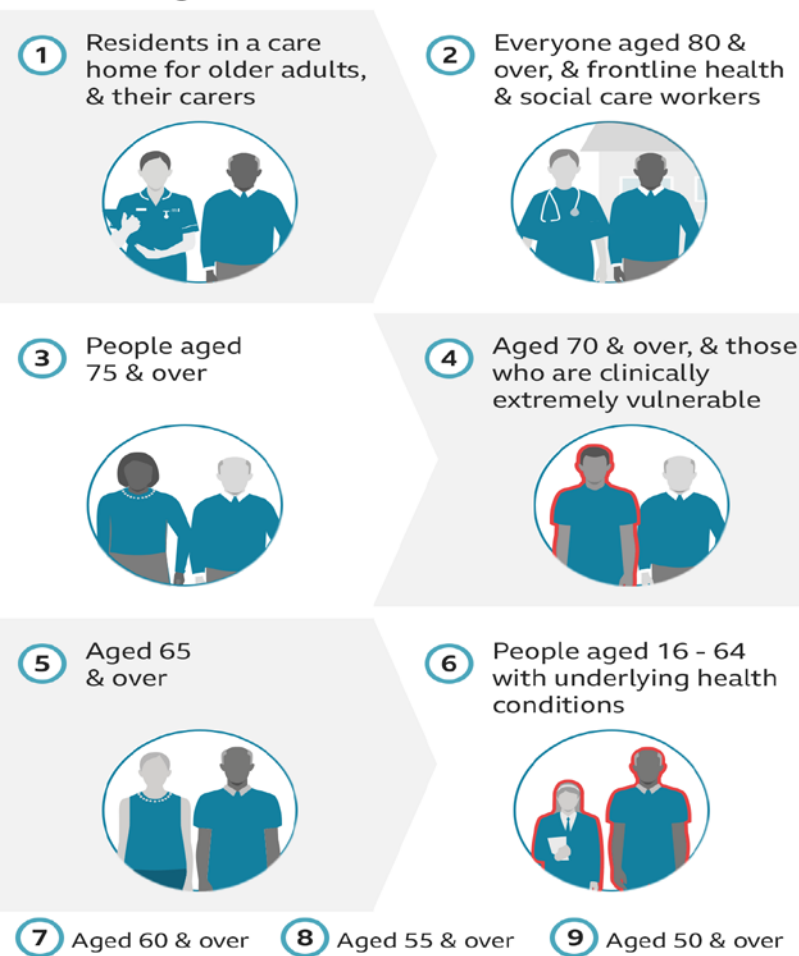 1
Residents in a care
home for older adults,
& their carers
2
Everyone aged 80 &
over, & frontline health
& social care workers
3
People aged
75 & over
4
Aged 70 & over, & those
who are clinically
extremely vulnerable
5
Aged 65
& over
6
People aged 16 - 64
with underlying health
conditions
7 Aged 60 & over
8 Aged 55 & over
9 Aged 50 & over